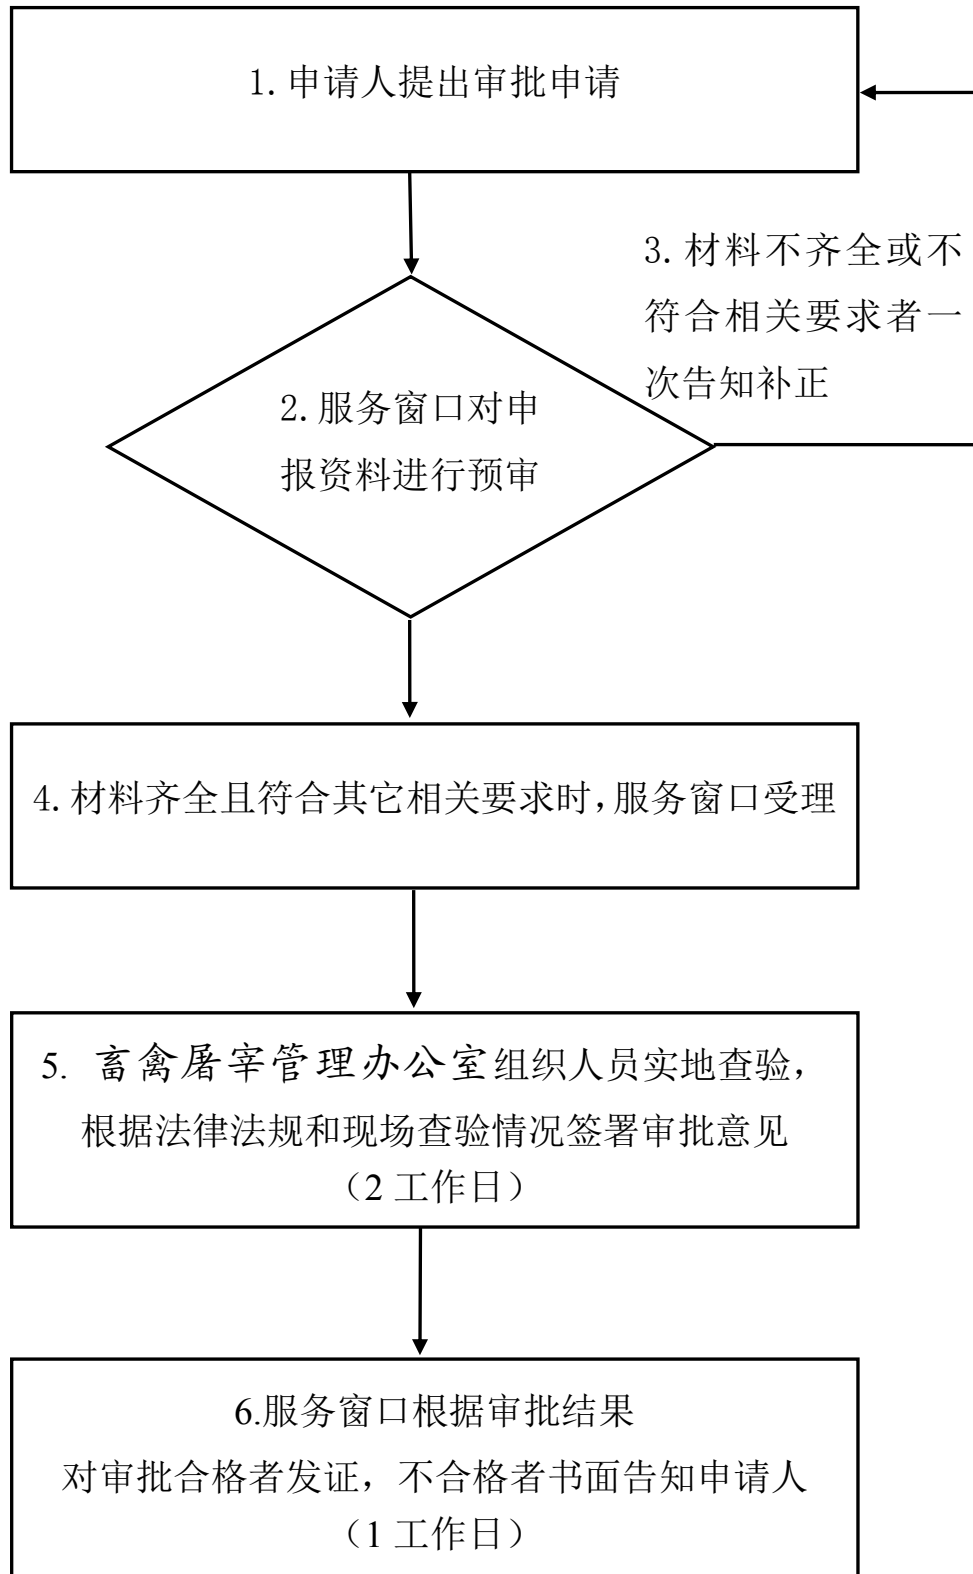 1.申请人提出审批申请
3.材料不齐全或不
符合相关要求者一
次告知补正
2.服务窗口对申
报资料进行预审
4.材料齐全且符合其它相关要求时,服务窗口受理
5. 畜禽屠宰管理办公室组织人员实地查验，
根据法律法规和现场查验情况签署审批意见
（2 工作日）
6.服务窗口根据审批结果
对审批合格者发证，不合格者书面告知申请人
（1 工作日）